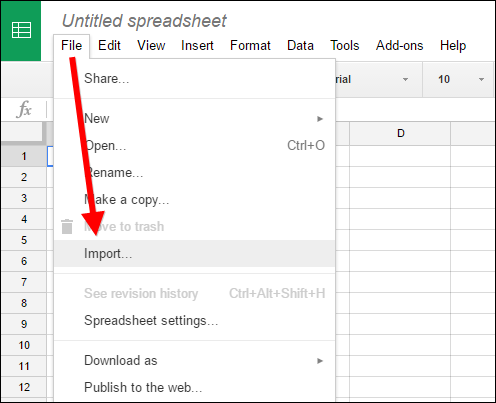 Untitled spreadsheet
File Edit View Insert Format Data Tools Add-ons Help
Share...
rial 10
fx
New
D
Open... Ctrl+O
1
Rename...
2
Make a copy...
3
Move to trash
4
5
Import...
6
7
See revision history Ctrl+Alt+Shift+H
8
Spreadsheet settings...
9
10
Download as
11
Publish to the web...
12